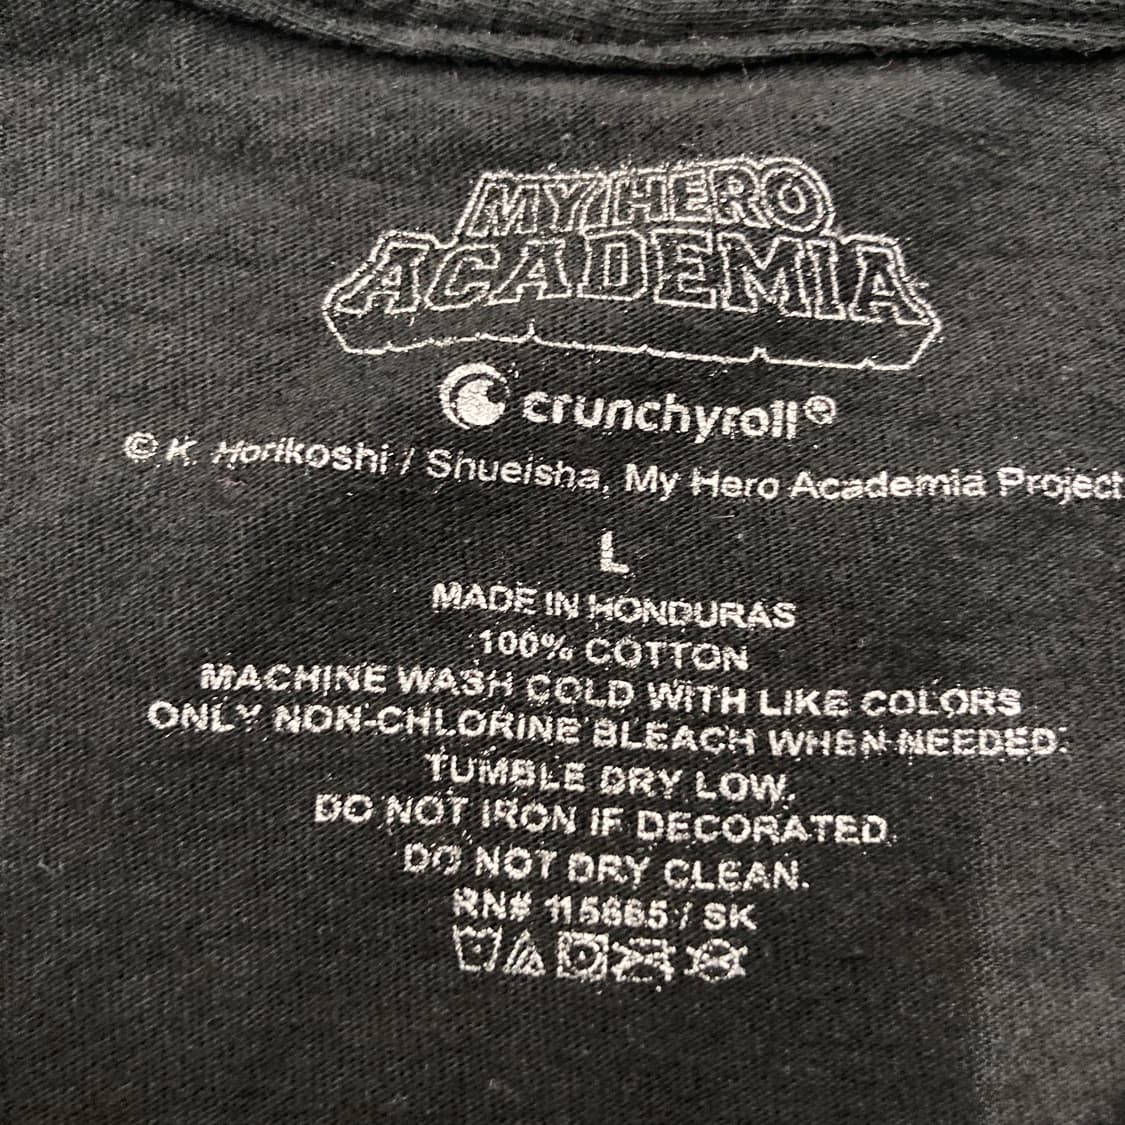 MY HERO
ACADEMIA
crunchyroll®
© K. Horikoshi / Shueisha, My Hero Academia Project
L
MADE IN HONDURAS
100% COTTON
MACHINE WASH COLD WITH LIKE COLORS
ONLY NON-CHLORINE BLEACH WHEN NEEDED.
TUMBLE DRY LOW.
DO NOT IRON IF DECORATED.
DO NOT DRY CLEAN.
RN# / SK